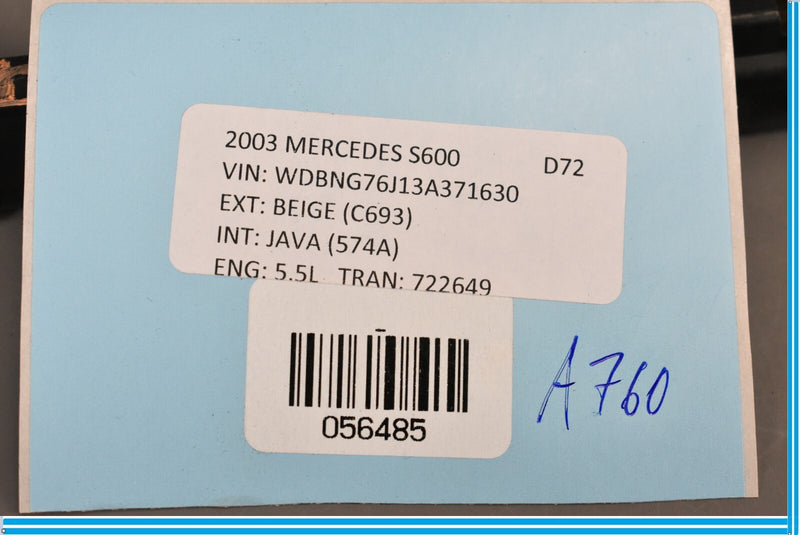 2003 MERCEDES S600 D72
VIN: WDBNG76J13A371630
EXT: BEIGE (C693)
INT: JAVA (574A)
ENG: 5.5L TRAN: 722649
056485
A760